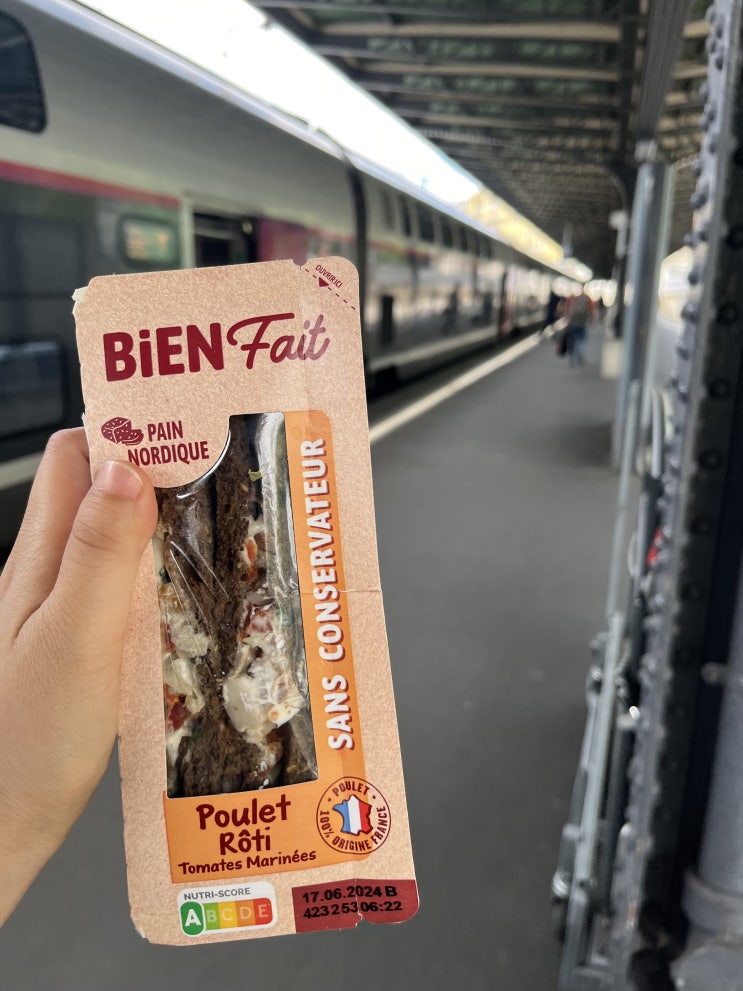 OUVRIR ICI
BiEN Fait
PAIN
NORDIQUE
SANS CONSERVATEUR
Poulet
Rôti
Tomates Marinées
POULET
100% ORIGINE FRANCE
NUTRI-SCORE
A B C D E
17.06.2024 B
423 253 06:22